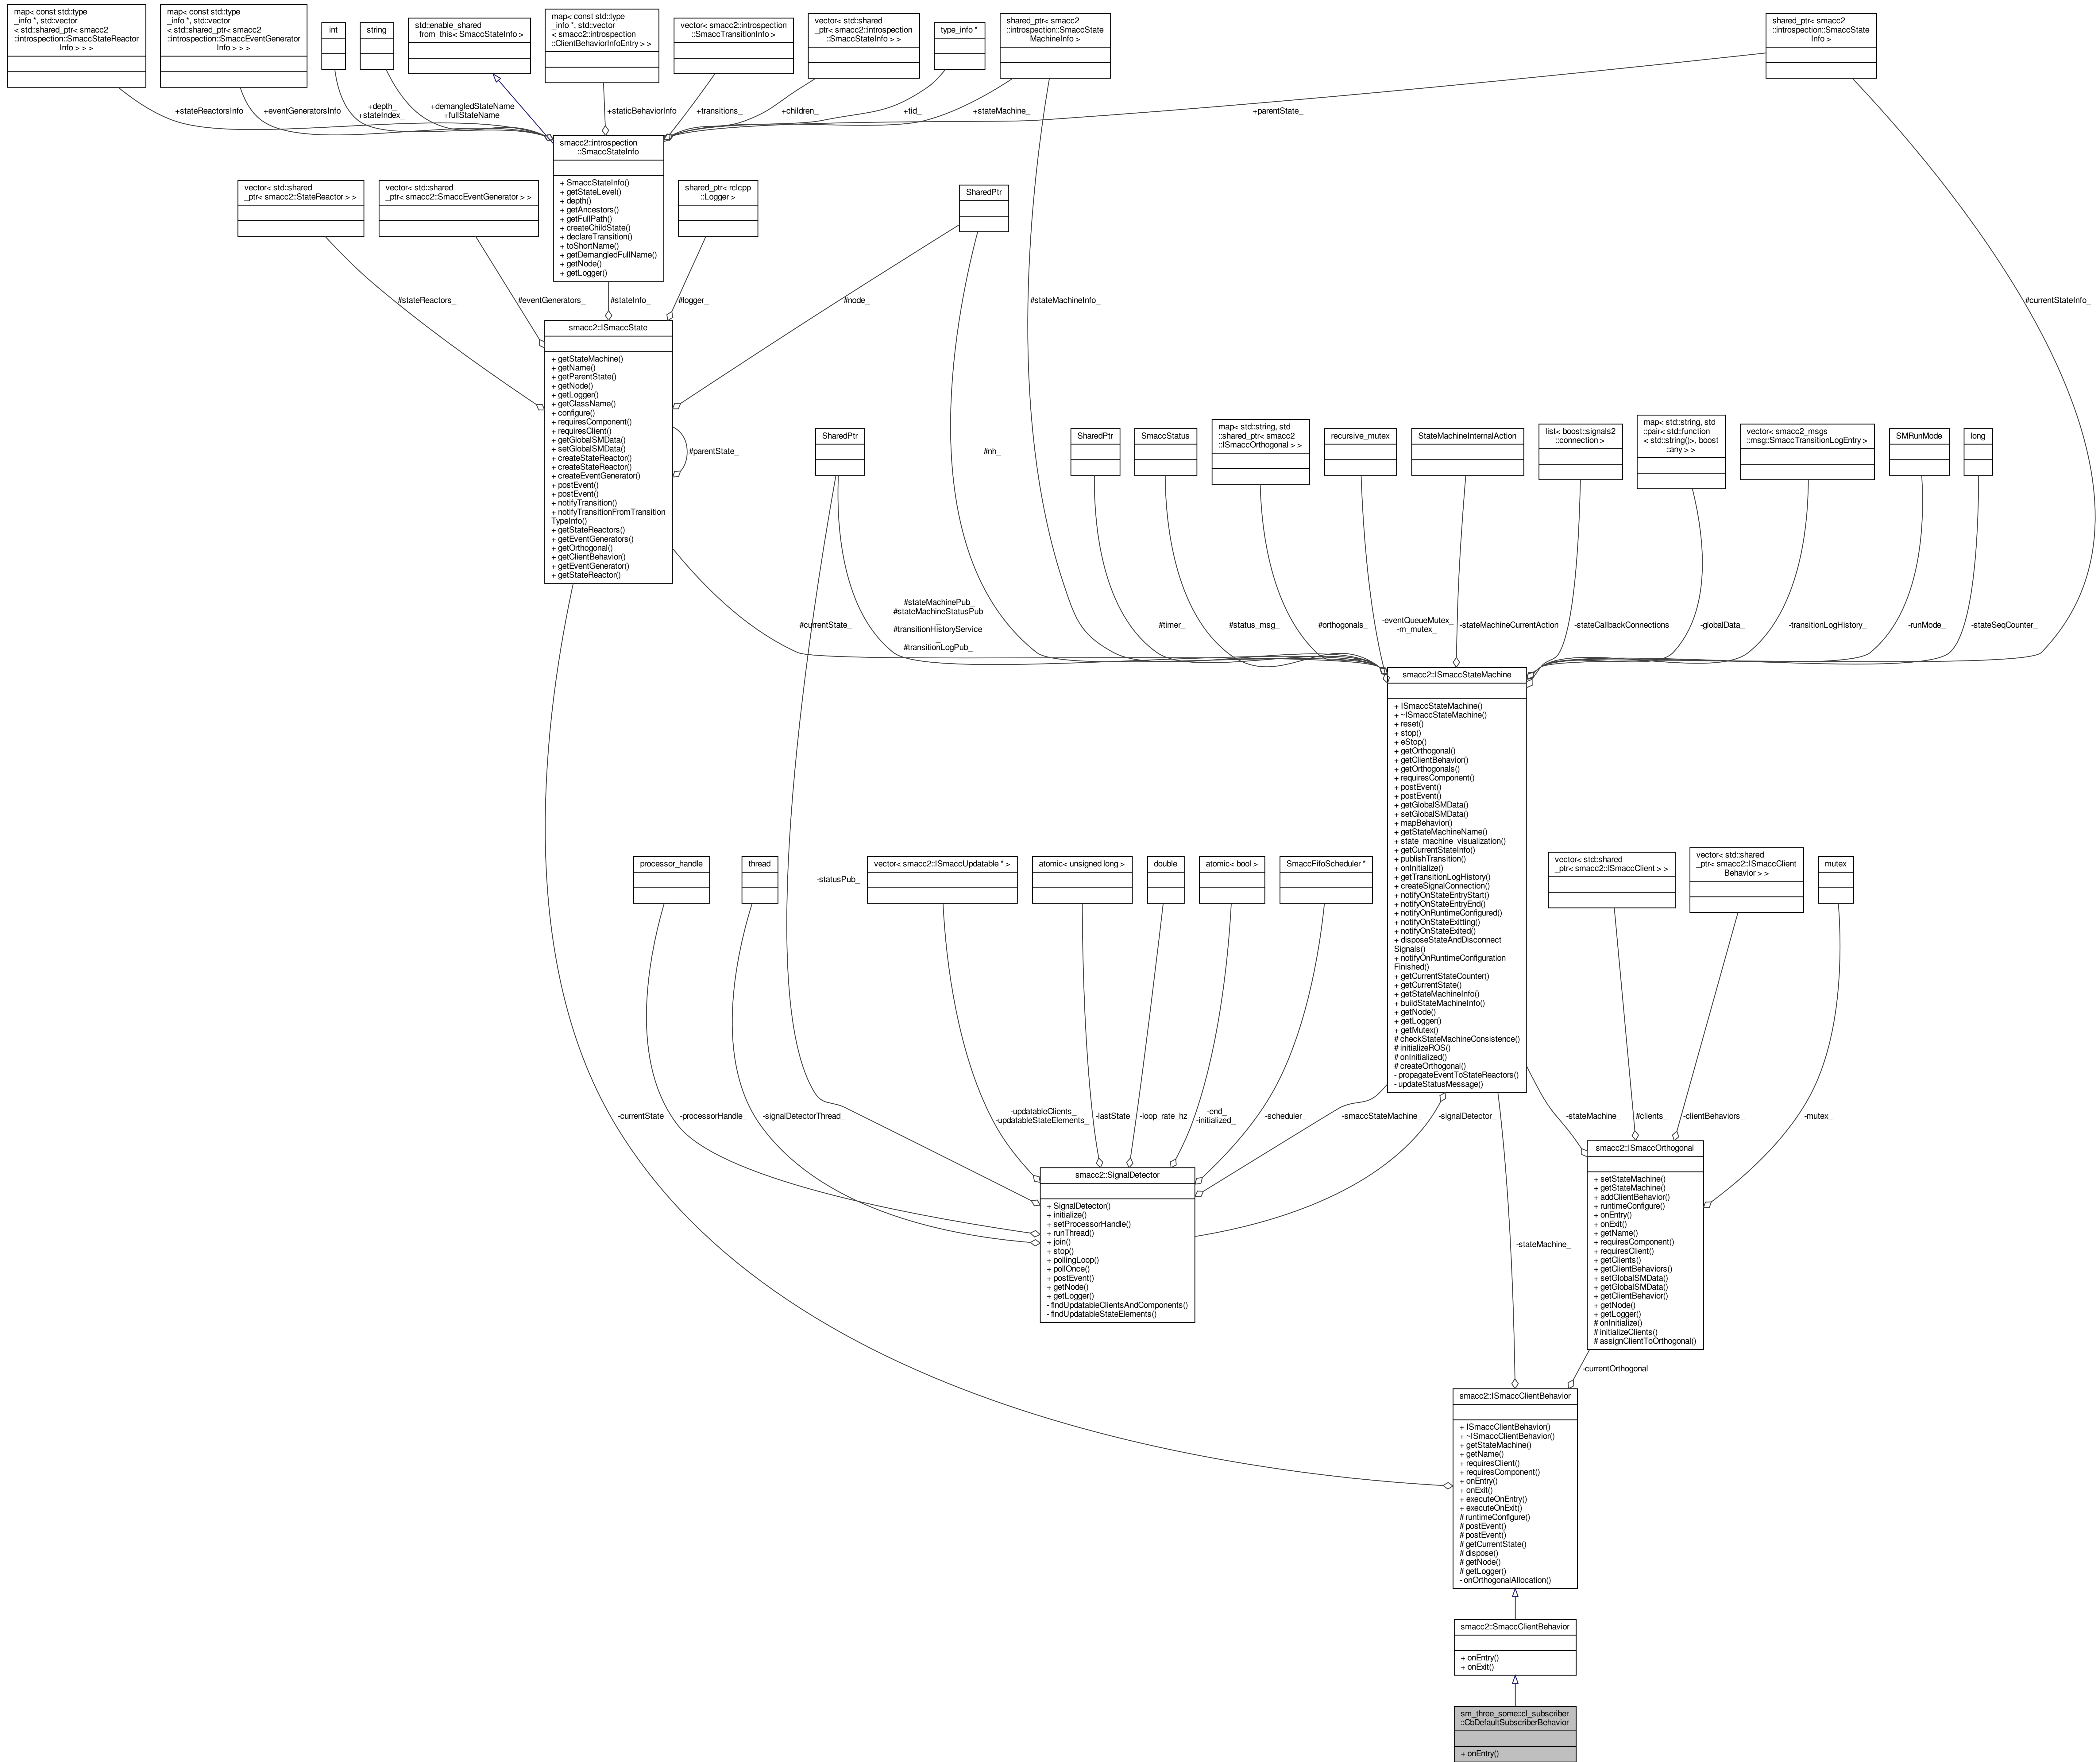 map< const std::type
_info *, std::vector
< std::shared_ptr< smacc2
::introspection::SmaccStateReactor
Info > > >
map< const std::type
_info *, std::vector
< std::shared_ptr< smacc2
::introspection::SmaccEventGenerator
Info > > >
int
string
std::enable_shared
_from_this< SmaccStateInfo >
map< const std::type
_info *, std::vector
< smacc2::introspection
::ClientBehaviorInfoEntry > >
vector< smacc2::introspection
::SmaccTransitionInfo >
vector< std::shared
_ptr< smacc2::introspection
::SmaccStateInfo > >
type_info *
shared_ptr< smacc2
::introspection::SmaccState
MachineInfo >
shared_ptr< smacc2
::introspection::SmaccState
Info >
+stateReactorsInfo
+eventGeneratorsInfo
+depth_
+stateIndex_
+demangledStateName
+fullStateName
+staticBehaviorInfo
+transitions_
+children_
+tid_
+stateMachine_
+parentState_
smacc2::introspection
::SmaccStateInfo
+ SmaccStateInfo()
+ getStateLevel()
+ depth()
+ getAncestors()
+ getFullPath()
+ createChildState()
+ declareTransition()
+ toShortName()
+ getDemangledFullName()
+ getNode()
+ getLogger()
vector< std::shared
_ptr< smacc2::StateReactor > >
vector< std::shared
_ptr< smacc2::SmaccEventGenerator > >
shared_ptr< rclcpp
::Logger >
SharedPtr
#stateReactors_
#eventGenerators_
#stateInfo_
#logger_
#node_
#stateMachineInfo_
#currentStateInfo_
smacc2::ISmaccState
+ getStateMachine()
+ getName()
+ getParentState()
+ getNode()
+ getLogger()
+ getClassName()
+ configure()
+ requiresComponent()
+ requiresClient()
+ getGlobalSMData()
+ setGlobalSMData()
+ createStateReactor()
+ createStateReactor()
+ createEventGenerator()
+ postEvent()
+ postEvent()
+ notifyTransition()
+ notifyTransitionFromTransition
TypeInfo()
+ getStateReactors()
+ getEventGenerators()
+ getOrthogonal()
+ getClientBehavior()
+ getEventGenerator()
+ getStateReactor()
#parentState_
SharedPtr
#nh_
SharedPtr
SmaccStatus
map< std::string, std
::shared_ptr< smacc2
::ISmaccOrthogonal > >
recursive_mutex
StateMachineInternalAction
list< boost::signals2
::connection >
map< std::string, std
::pair< std::function
< std::string()>, boost
::any > >
vector< smacc2_msgs
::msg::SmaccTransitionLogEntry >
SMRunMode
long
#currentState_
#stateMachinePub_
#stateMachineStatusPub
_
#transitionHistoryService
_
#transitionLogPub_
#timer_
#status_msg_
#orthogonals_
-eventQueueMutex_
-m_mutex_
-stateMachineCurrentAction
-stateCallbackConnections
-globalData_
-transitionLogHistory_
-runMode_
-stateSeqCounter_
smacc2::ISmaccStateMachine
+ ISmaccStateMachine()
+ ~ISmaccStateMachine()
+ reset()
+ stop()
+ eStop()
+ getOrthogonal()
+ getClientBehavior()
+ getOrthogonals()
+ requiresComponent()
+ postEvent()
+ postEvent()
+ getGlobalSMData()
+ setGlobalSMData()
+ mapBehavior()
+ getStateMachineName()
+ state_machine_visualization()
+ getCurrentStateInfo()
+ publishTransition()
+ onInitialize()
+ getTransitionLogHistory()
+ createSignalConnection()
+ notifyOnStateEntryStart()
+ notifyOnStateEntryEnd()
+ notifyOnRuntimeConfigured()
+ notifyOnStateExitting()
+ notifyOnStateExited()
+ disposeStateAndDisconnect
Signals()
+ notifyOnRuntimeConfiguration
Finished()
+ getCurrentStateCounter()
+ getCurrentState()
+ getStateMachineInfo()
+ buildStateMachineInfo()
+ getNode()
+ getLogger()
+ getMutex()
# checkStateMachineConsistence()
# initializeROS()
# onInitialized()
# createOrthogonal()
- propagateEventToStateReactors()
- updateStatusMessage()
processor_handle
thread
-statusPub_
vector< smacc2::ISmaccUpdatable * >
atomic< unsigned long >
double
atomic< bool >
SmaccFifoScheduler *
vector< std::shared
_ptr< smacc2::ISmaccClient > >
vector< std::shared
_ptr< smacc2::ISmaccClient
Behavior > >
mutex
-currentState
-processorHandle_
-signalDetectorThread_
-updatableClients_
-updatableStateElements_
-lastState_
-loop_rate_hz
-end_
-initialized_
-scheduler_
-smaccStateMachine_
-signalDetector_
-stateMachine_
#clients_
-clientBehaviors_
-mutex_
smacc2::SignalDetector
+ SignalDetector()
+ initialize()
+ setProcessorHandle()
+ runThread()
+ join()
+ stop()
+ pollingLoop()
+ pollOnce()
+ postEvent()
+ getNode()
+ getLogger()
- findUpdatableClientsAndComponents()
- findUpdatableStateElements()
smacc2::ISmaccOrthogonal
+ setStateMachine()
+ getStateMachine()
+ addClientBehavior()
+ runtimeConfigure()
+ onEntry()
+ onExit()
+ getName()
+ requiresComponent()
+ requiresClient()
+ getClients()
+ getClientBehaviors()
+ setGlobalSMData()
+ getGlobalSMData()
+ getClientBehavior()
+ getNode()
+ getLogger()
# onInitialize()
# initializeClients()
# assignClientToOrthogonal()
-stateMachine_
-currentOrthogonal
smacc2::ISmaccClientBehavior
+ ISmaccClientBehavior()
+ ~ISmaccClientBehavior()
+ getStateMachine()
+ getName()
+ requiresClient()
+ requiresComponent()
+ onEntry()
+ onExit()
+ executeOnEntry()
+ executeOnExit()
# runtimeConfigure()
# postEvent()
# postEvent()
# getCurrentState()
# dispose()
# getNode()
# getLogger()
- onOrthogonalAllocation()
smacc2::SmaccClientBehavior
+ onEntry()
+ onExit()
sm_three_some::cl_subscriber
::CbDefaultSubscriberBehavior
+ onEntry()